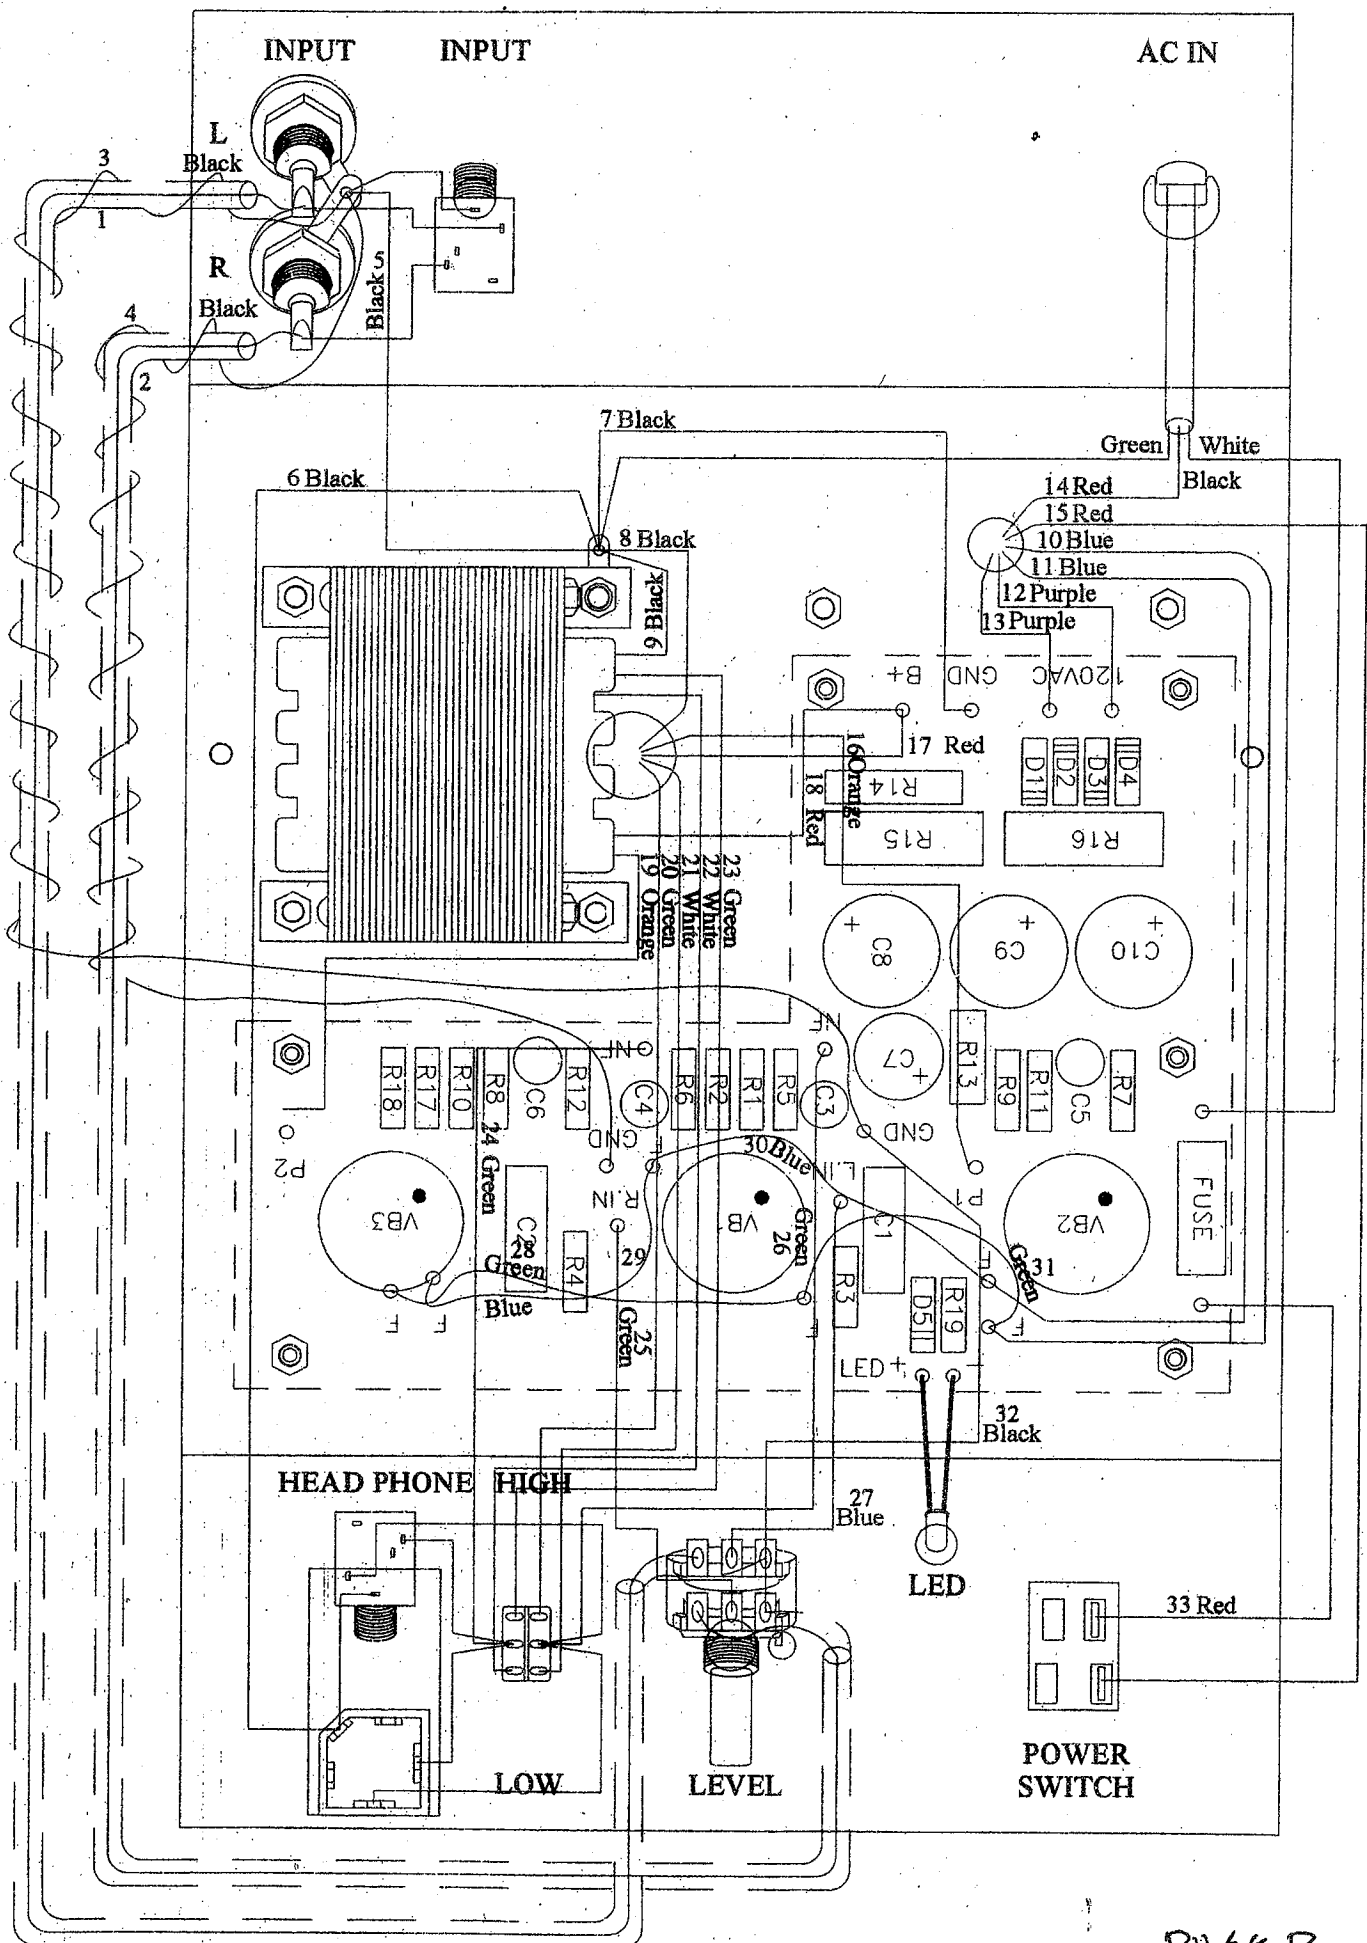 INPUT INPUT AC IN
L
3
Black
1
R
Black
4
5
Black
2
7 Black
Green White
Black
6 Black
14 Red
15 Red
8 Black
10 Blue
11 Blue
9 Black
12 Purple
13 Purple
B+ GND 120VAC
16 Orange
17 Red
18 Red
D1 D2 D3 D4
R14
R15 R16
19 Orange
20 Green
21 White
22 White
23 Green
+ C8 + C9 + C10
NF NF
C7 +
R18 R17 R10 R8 C6 R12 C4 R6 R2 R1 R5 C3 R13 R9 R11 C5 R7
24 Green
GND F 30 Blue GND
P2 R.IN L.IN P1
VB3 C2 VB1 C1 VB2 FUSE
Green 26
28
Green
R4
29
R3
F
Green
31
Blue
F F
25
Green
F
D5 R19
F
LED + -
32
Black
HEAD PHONE HIGH
27
Blue
LED
33 Red
LOW LEVEL
POWER
SWITCH